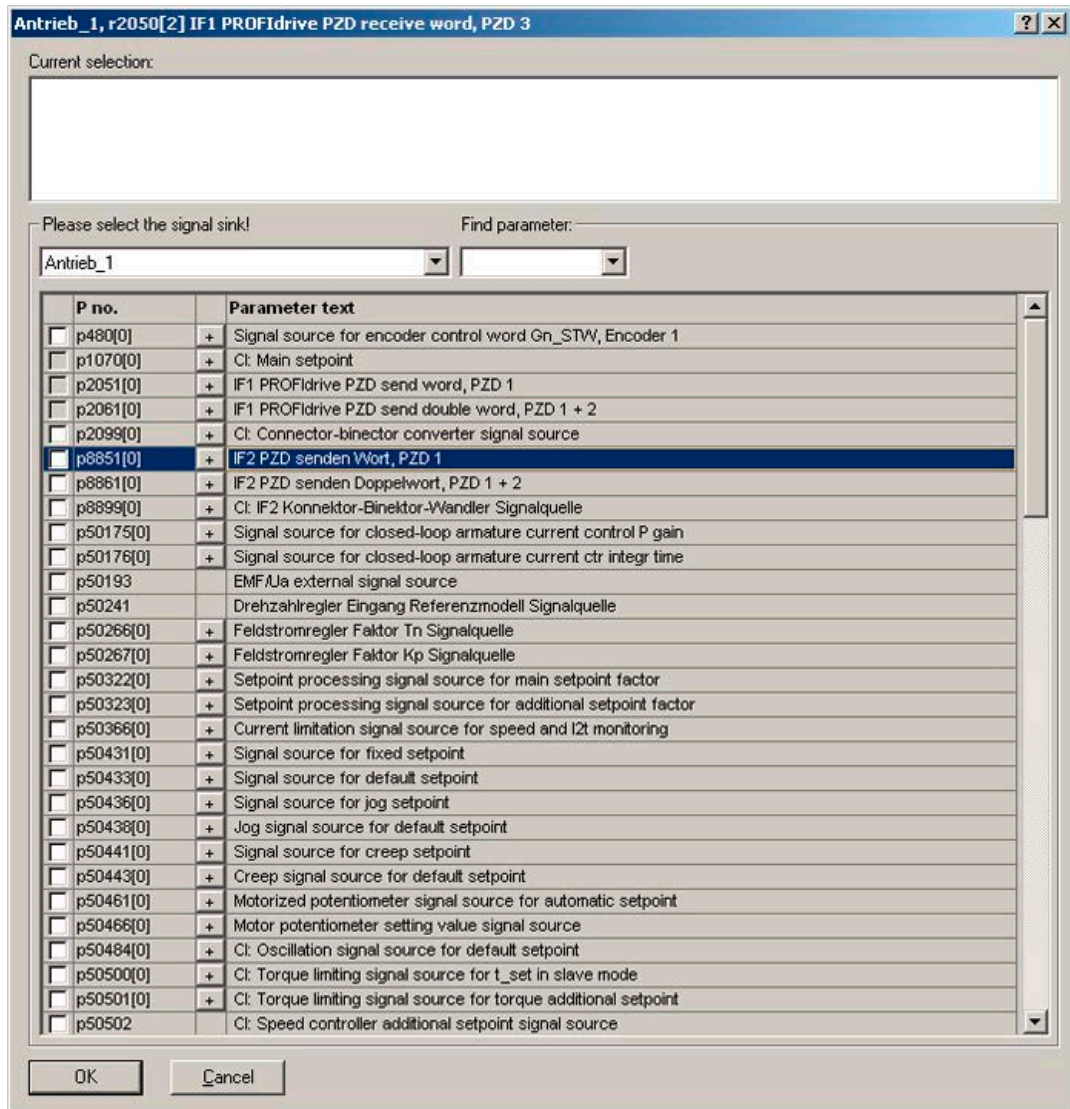 Antrieb_1, r2050[2] IF1 PROFIdrive PZD receive word, PZD 3
Current selection:
Please select the signal sink! Find parameter:
Antrieb_1
P no. Parameter text
p480[0] + Signal source for encoder control word Gn_STW, Encoder 1
p1070[0] + CI: Main setpoint
p2051[0] + IF1 PROFIdrive PZD send word, PZD 1
p2061[0] + IF1 PROFIdrive PZD send double word, PZD 1 + 2
p2099[0] + CI: Connector-binector converter signal source
p8851[0] + IF2 PZD senden Wort, PZD 1
p8861[0] + IF2 PZD senden Doppelwort, PZD 1 + 2
p8899[0] + CI: IF2 Konnektor-Binektor-Wandler Signalquelle
p50175[0] + Signal source for closed-loop armature current control P gain
p50176[0] + Signal source for closed-loop armature current ctr integr time
p50193 EMF/Ua external signal source
p50241 Drehzahlregler Eingang Referenzmodell Signalquelle
p50266[0] + Feldstromregler Faktor Tn Signalquelle
p50267[0] + Feldstromregler Faktor Kp Signalquelle
p50322[0] + Setpoint processing signal source for main setpoint factor
p50323[0] + Setpoint processing signal source for additional setpoint factor
p50366[0] + Current limitation signal source for speed and I2t monitoring
p50431[0] + Signal source for fixed setpoint
p50433[0] + Signal source for default setpoint
p50436[0] + Signal source for jog setpoint
p50438[0] + Jog signal source for default setpoint
p50441[0] + Signal source for creep setpoint
p50443[0] + Creep signal source for default setpoint
p50461[0] + Motorized potentiometer signal source for automatic setpoint
p50466[0] + Motor potentiometer setting value signal source
p50484[0] + CI: Oscillation signal source for default setpoint
p50500[0] + CI: Torque limiting signal source for t_set in slave mode
p50501[0] + CI: Torque limiting signal source for torque additional setpoint
p50502 CI: Speed controller additional setpoint signal source
OK Cancel